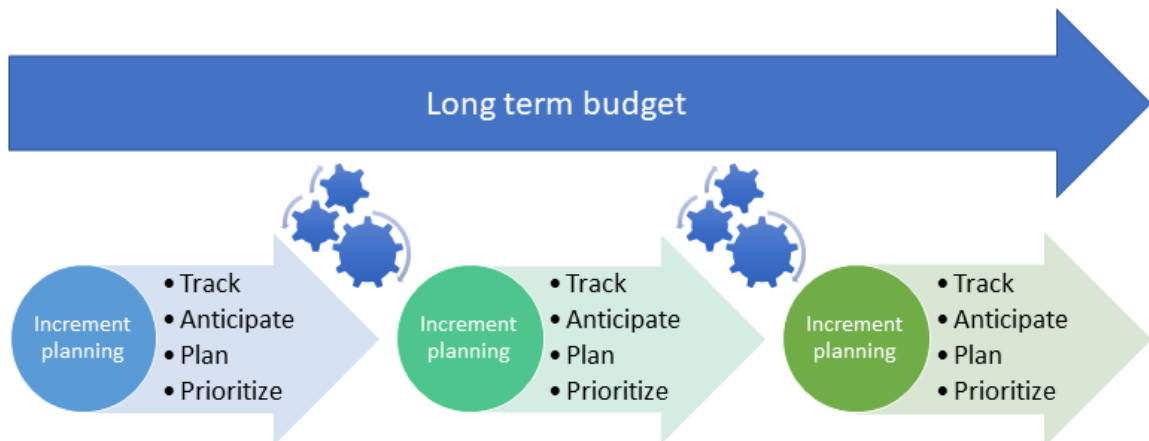 Long term budget
Increment
planning
• Track
• Anticipate
• Plan
• Prioritize
Increment
planning
• Track
• Anticipate
• Plan
• Prioritize
Increment
planning
• Track
• Anticipate
• Plan
• Prioritize